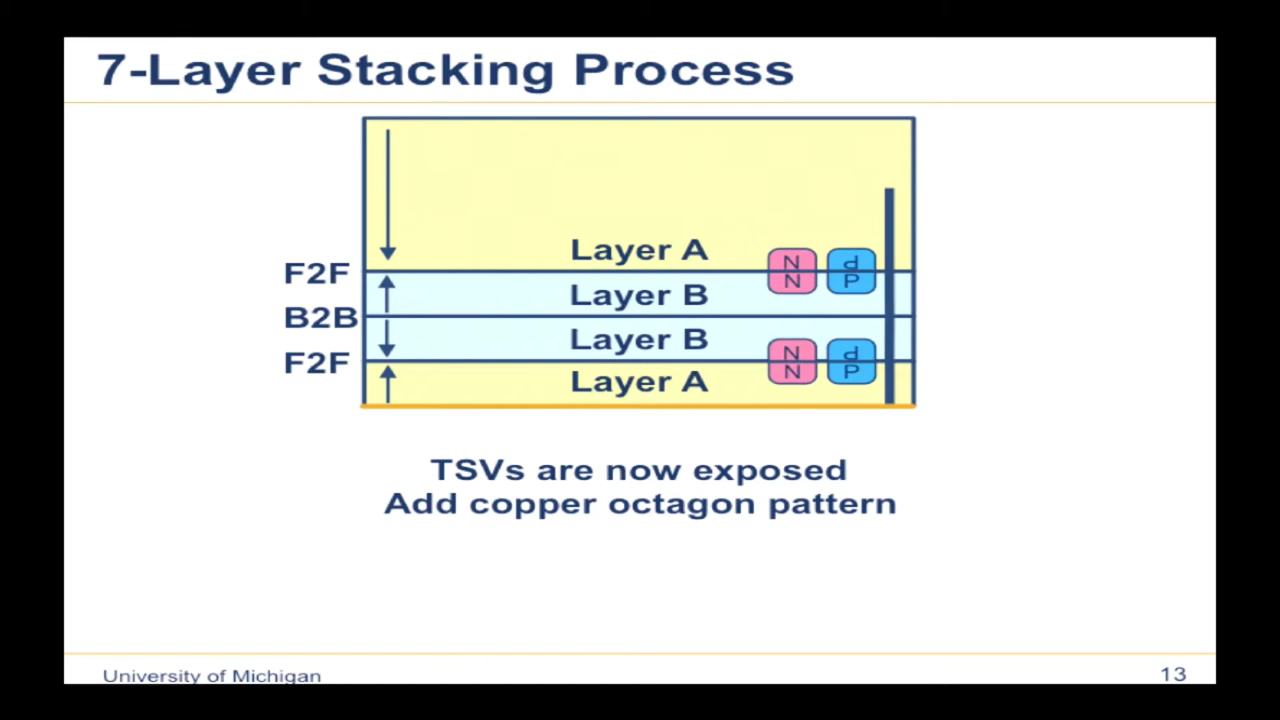 7-Layer Stacking Process
Layer A
F2F
N P
N P
Layer B
B2B
Layer B
F2F
N P
N P
Layer A
TSVs are now exposed
Add copper octagon pattern
University of Michigan
13